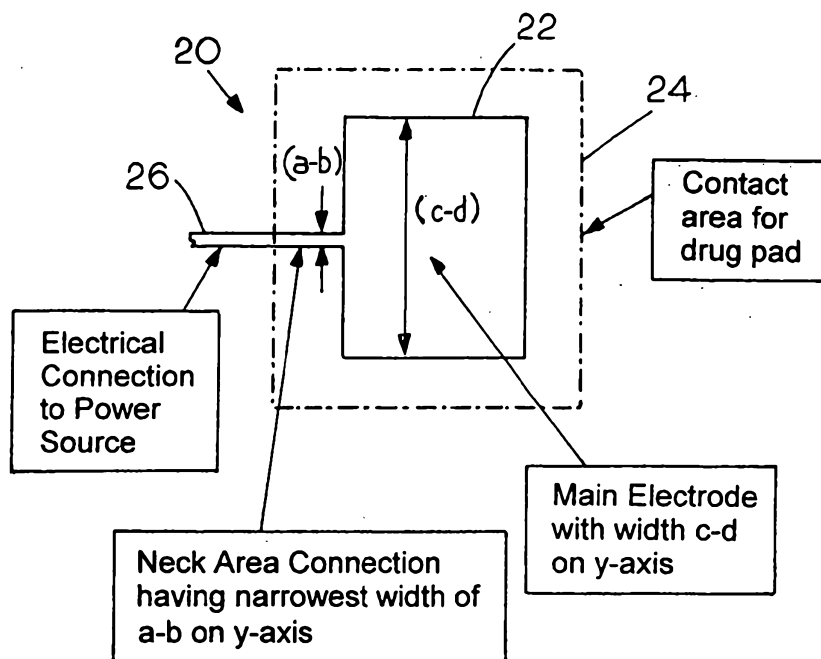 20
22
24
(a-b)
26
(c-d)
Contact
area for
drug pad
Electrical
Connection
to Power
Source
Main Electrode
with width c-d
on y-axis
Neck Area Connection
having narrowest width of
a-b on y-axis